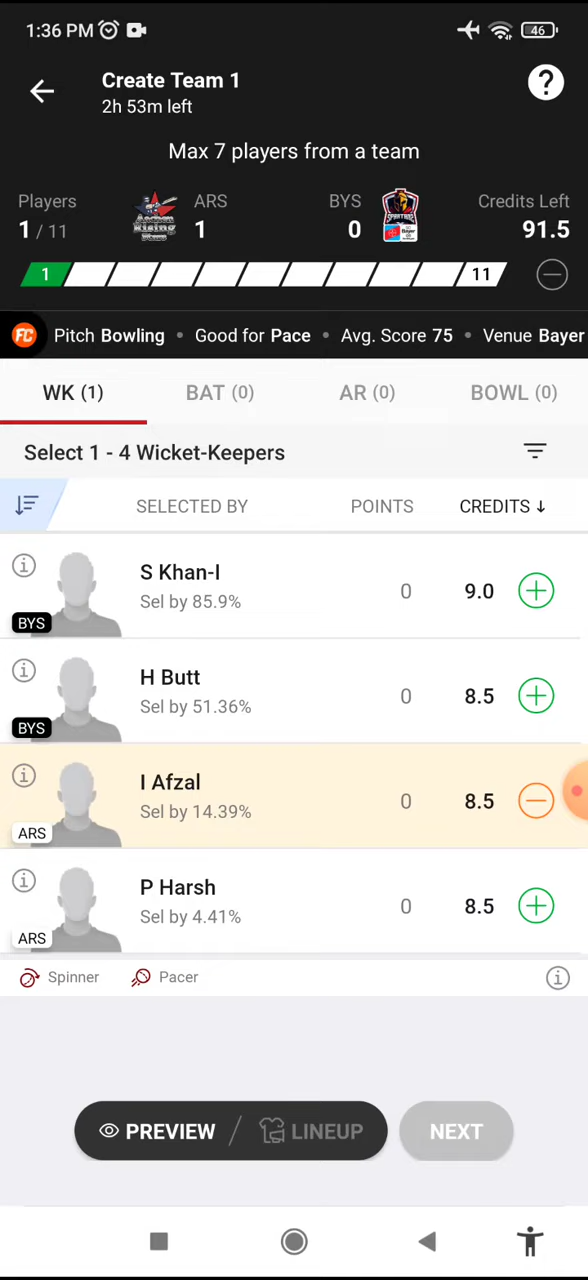 1:36 PM 46
Create Team 1
2h 53m left
?
Max 7 players from a team
Players ARS BYS Credits Left
1 / 11 1 0 91.5
1 11
FC Pitch Bowling • Good for Pace • Avg. Score 75 • Venue Bayer
WK (1) BAT (0) AR (0) BOWL (0)
Select 1 - 4 Wicket-Keepers
SELECTED BY POINTS CREDITS ↓
S Khan-I
Sel by 85.9% 0 9.0
BYS
H Butt
Sel by 51.36% 0 8.5
BYS
I Afzal
Sel by 14.39% 0 8.5
ARS
P Harsh
Sel by 4.41% 0 8.5
ARS
Spinner Pacer
PREVIEW / LINEUP NEXT